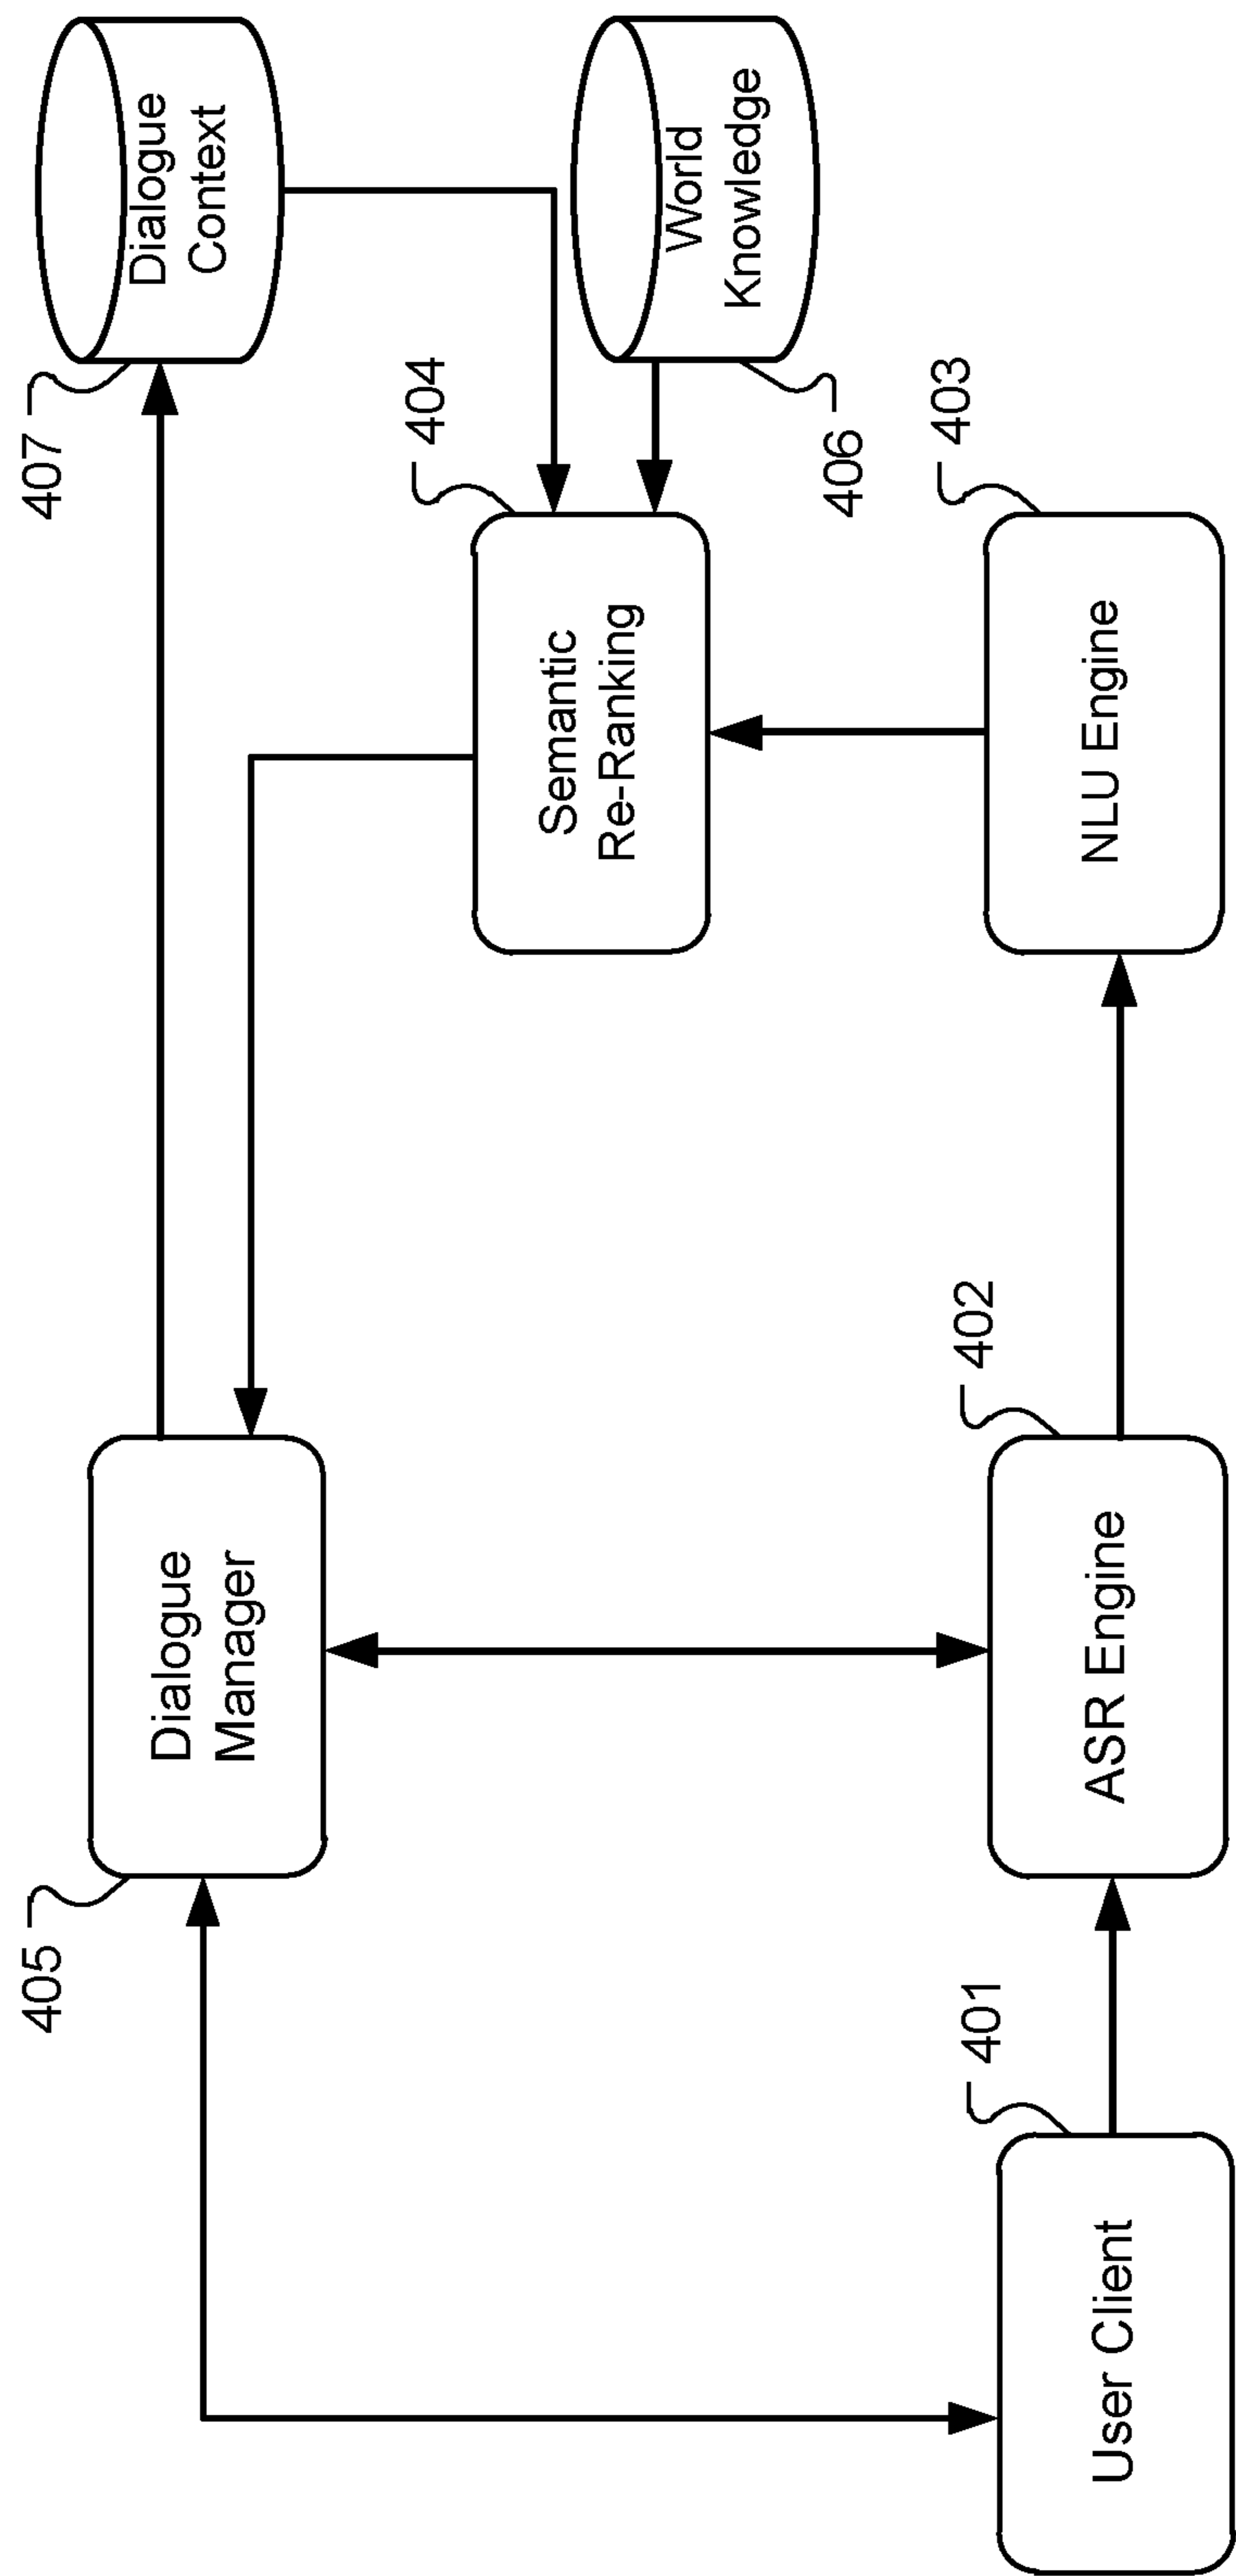 407
Dialogue
Context
405
Dialogue
Manager
404
Semantic
Re-Ranking
World
Knowledge
406
401
User Client
402
ASR Engine
403
NLU Engine